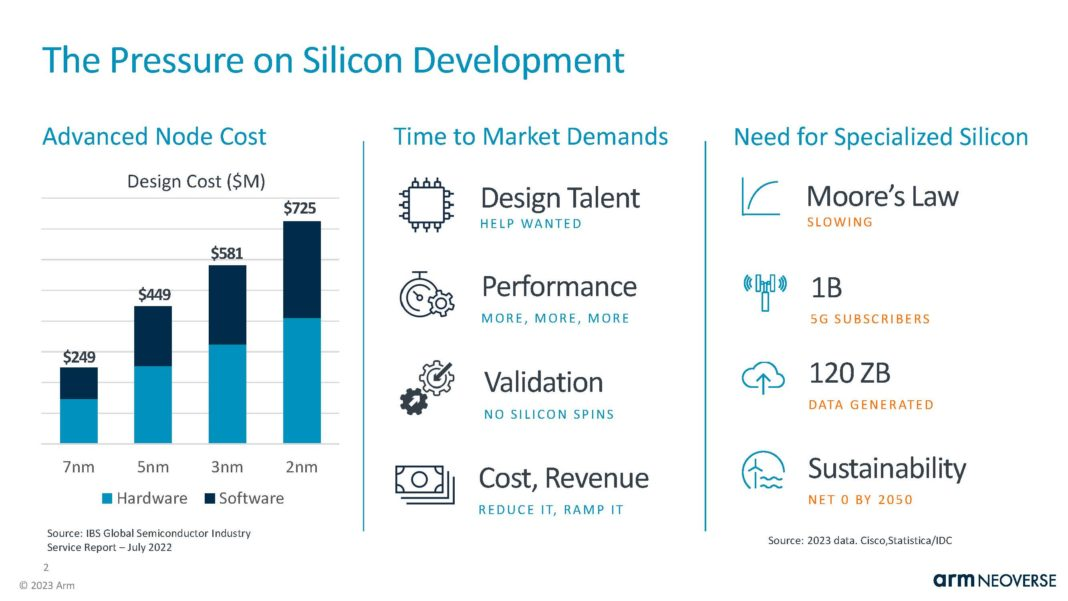 The Pressure on Silicon Development
Advanced Node Cost
Design Cost ($M)
$249
$449
$581
$725
7nm
5nm
3nm
2nm
Hardware
Software
Source: IBS Global Semiconductor Industry
Service Report – July 2022
Time to Market Demands
Design Talent
HELP WANTED
Performance
MORE, MORE, MORE
Validation
NO SILICON SPINS
Cost, Revenue
REDUCE IT, RAMP IT
Need for Specialized Silicon
Moore’s Law
SLOWING
1B
5G SUBSCRIBERS
120 ZB
DATA GENERATED
Sustainability
NET 0 BY 2050
Source: 2023 data. Cisco,Statistica/IDC
2
© 2023 Arm
arm NEOVERSE